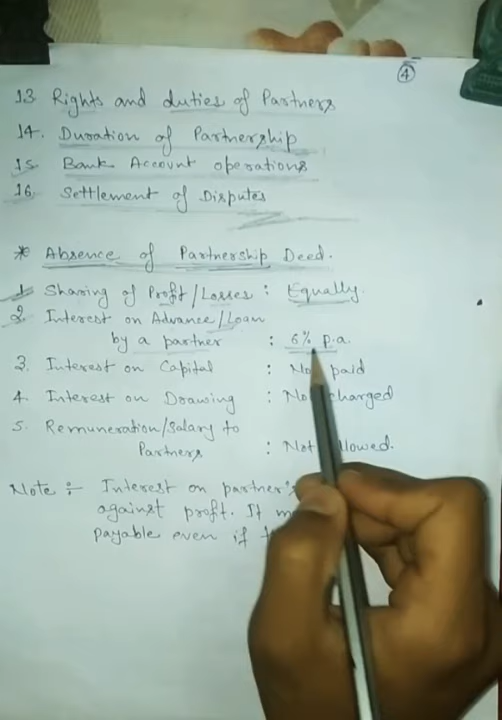 4
13. Rights and duties of Partners
14. Duration of Partnership
15. Bank Account operations
16. Settlement of Disputes
* Absence of Partnership Deed.
1. Sharing of Profit/Losses : Equally.
2. Interest on Advance/Loan
by a partner : 6% p.a.
3. Interest on Capital : Not paid
4. Interest on Drawing : Not charged
5. Remuneration/Salary to
Partners : Not allowed.
Note :- Interest on partner's
against profit. It
payable even if